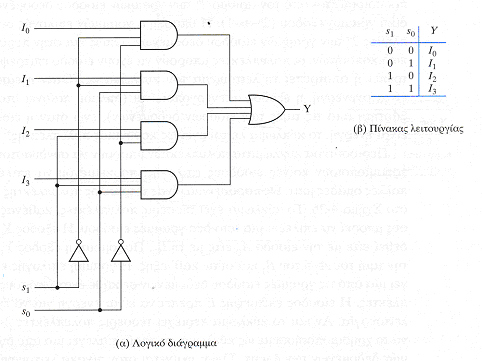 I0
I1
I2
I3
s1
s0
Y
(α) Λογικό διάγραμμα
s1 s0 Y
0 0 I0
0 1 I1
1 0 I2
1 1 I3
(β) Πίνακας λειτουργίας